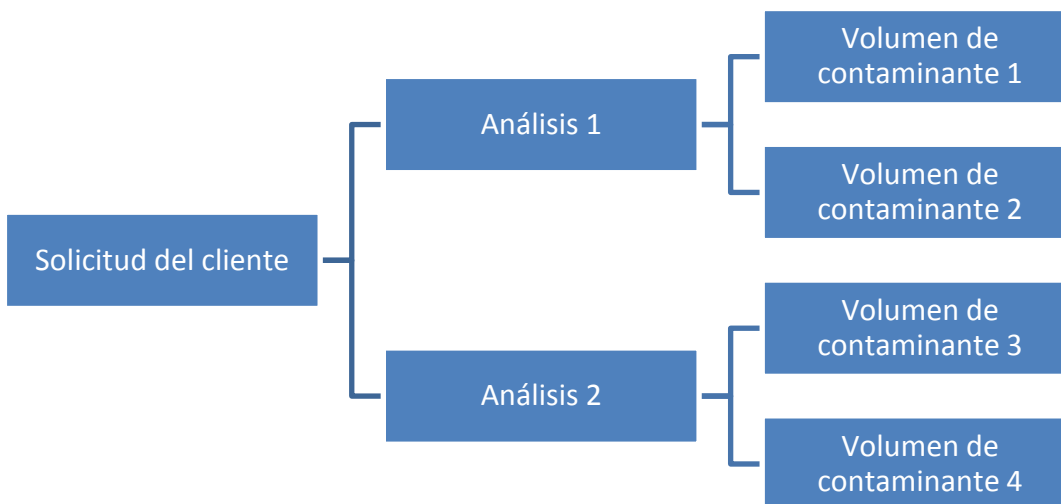 Volumen de
contaminante 1
Análisis 1
Volumen de
contaminante 2
Solicitud del cliente
Volumen de
contaminante 3
Análisis 2
Volumen de
contaminante 4